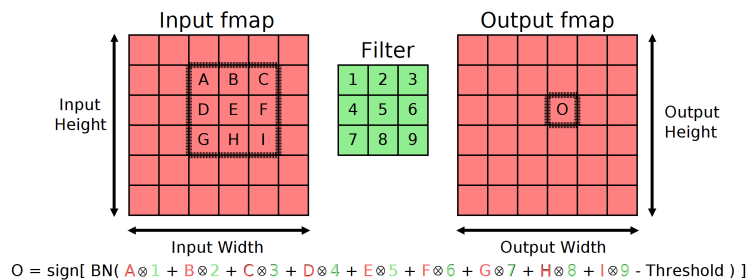 Input fmap
Output fmap
Filter
A B C
D E F
G H I
1 2 3
4 5 6
7 8 9
O
Input
Height
Output
Height
Input Width
Output Width
O = sign[ BN( A⊗1 + B⊗2 + C⊗3 + D⊗4 + E⊗5 + F⊗6 + G⊗7 + H⊗8 + I⊗9 - Threshold ) ]